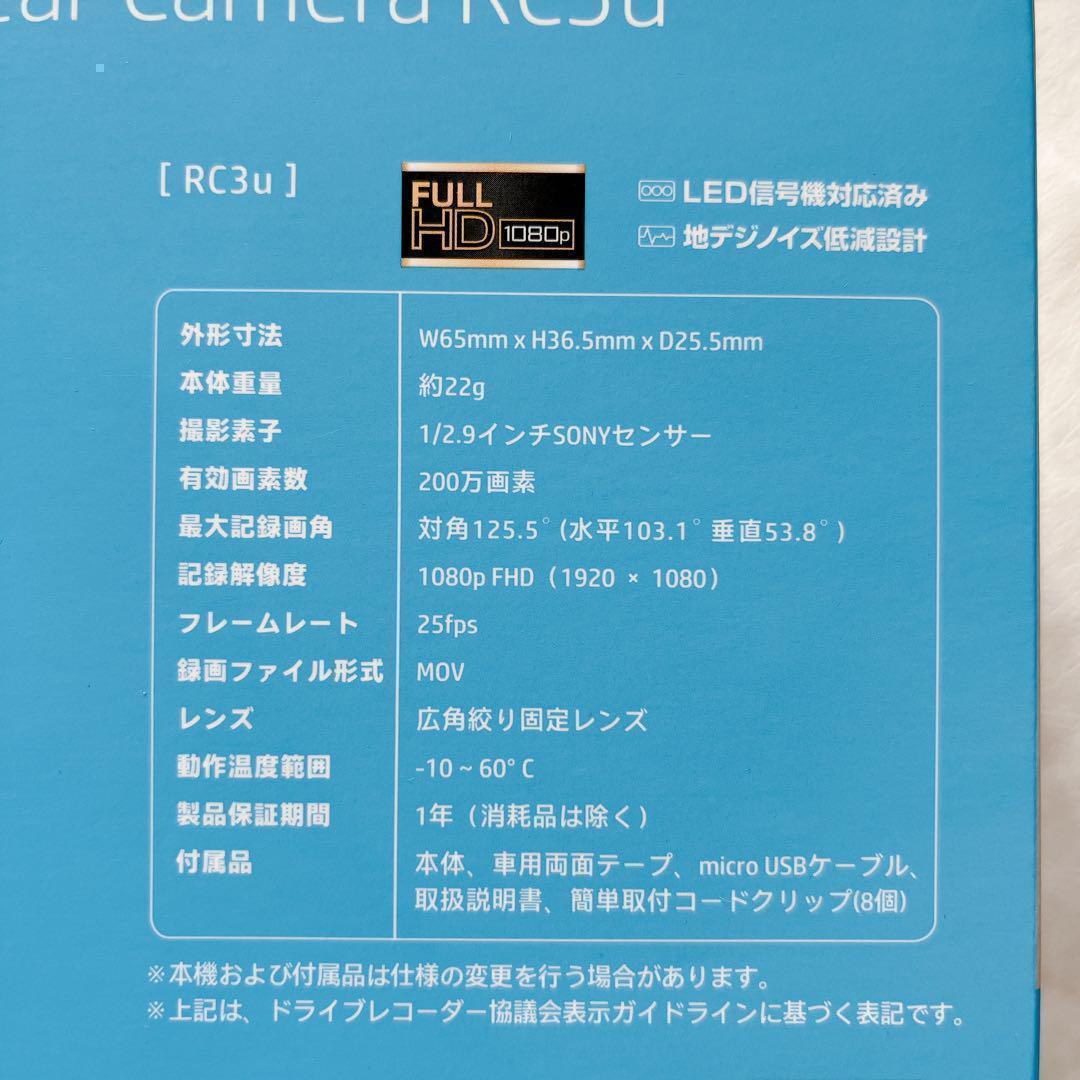 ear Camera RC3u
[ RC3u ]
FULL
HD 1080p
LED信号機対応済み
地デジノイズ低減設計
外形寸法 W65mm x H36.5mm x D25.5mm
本体重量 約22g
撮影素子 1/2.9インチSONYセンサー
有効画素数 200万画素
最大記録画角 対角125.5°(水平103.1°垂直53.8°)
記録解像度 1080p FHD（1920 × 1080）
フレームレート 25fps
録画ファイル形式 MOV
レンズ 広角絞り固定レンズ
動作温度範囲 -10 ~ 60° C
製品保証期間 1年（消耗品は除く）
付属品 本体、車用両面テープ、micro USBケーブル、
取扱説明書、簡単取付コードクリップ(8個)
※本機および付属品は仕様の変更を行う場合があります。
※上記は、ドライブレコーダー協議会表示ガイドラインに基づく表記です。